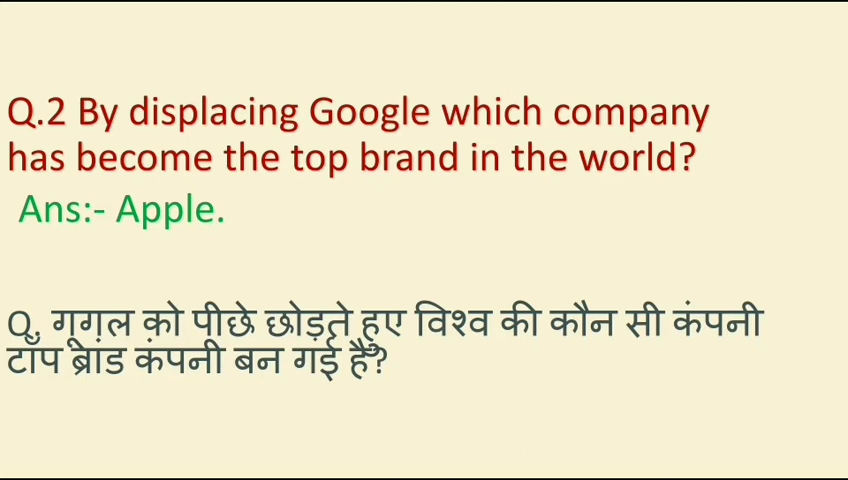 Q.2 By displacing Google which company
has become the top brand in the world?
Ans:- Apple.
Q. गूगल को पीछे छोड़ते हुए विश्व की कौन सी कंपनी
टॉप ब्रांड कंपनी बन गई है?